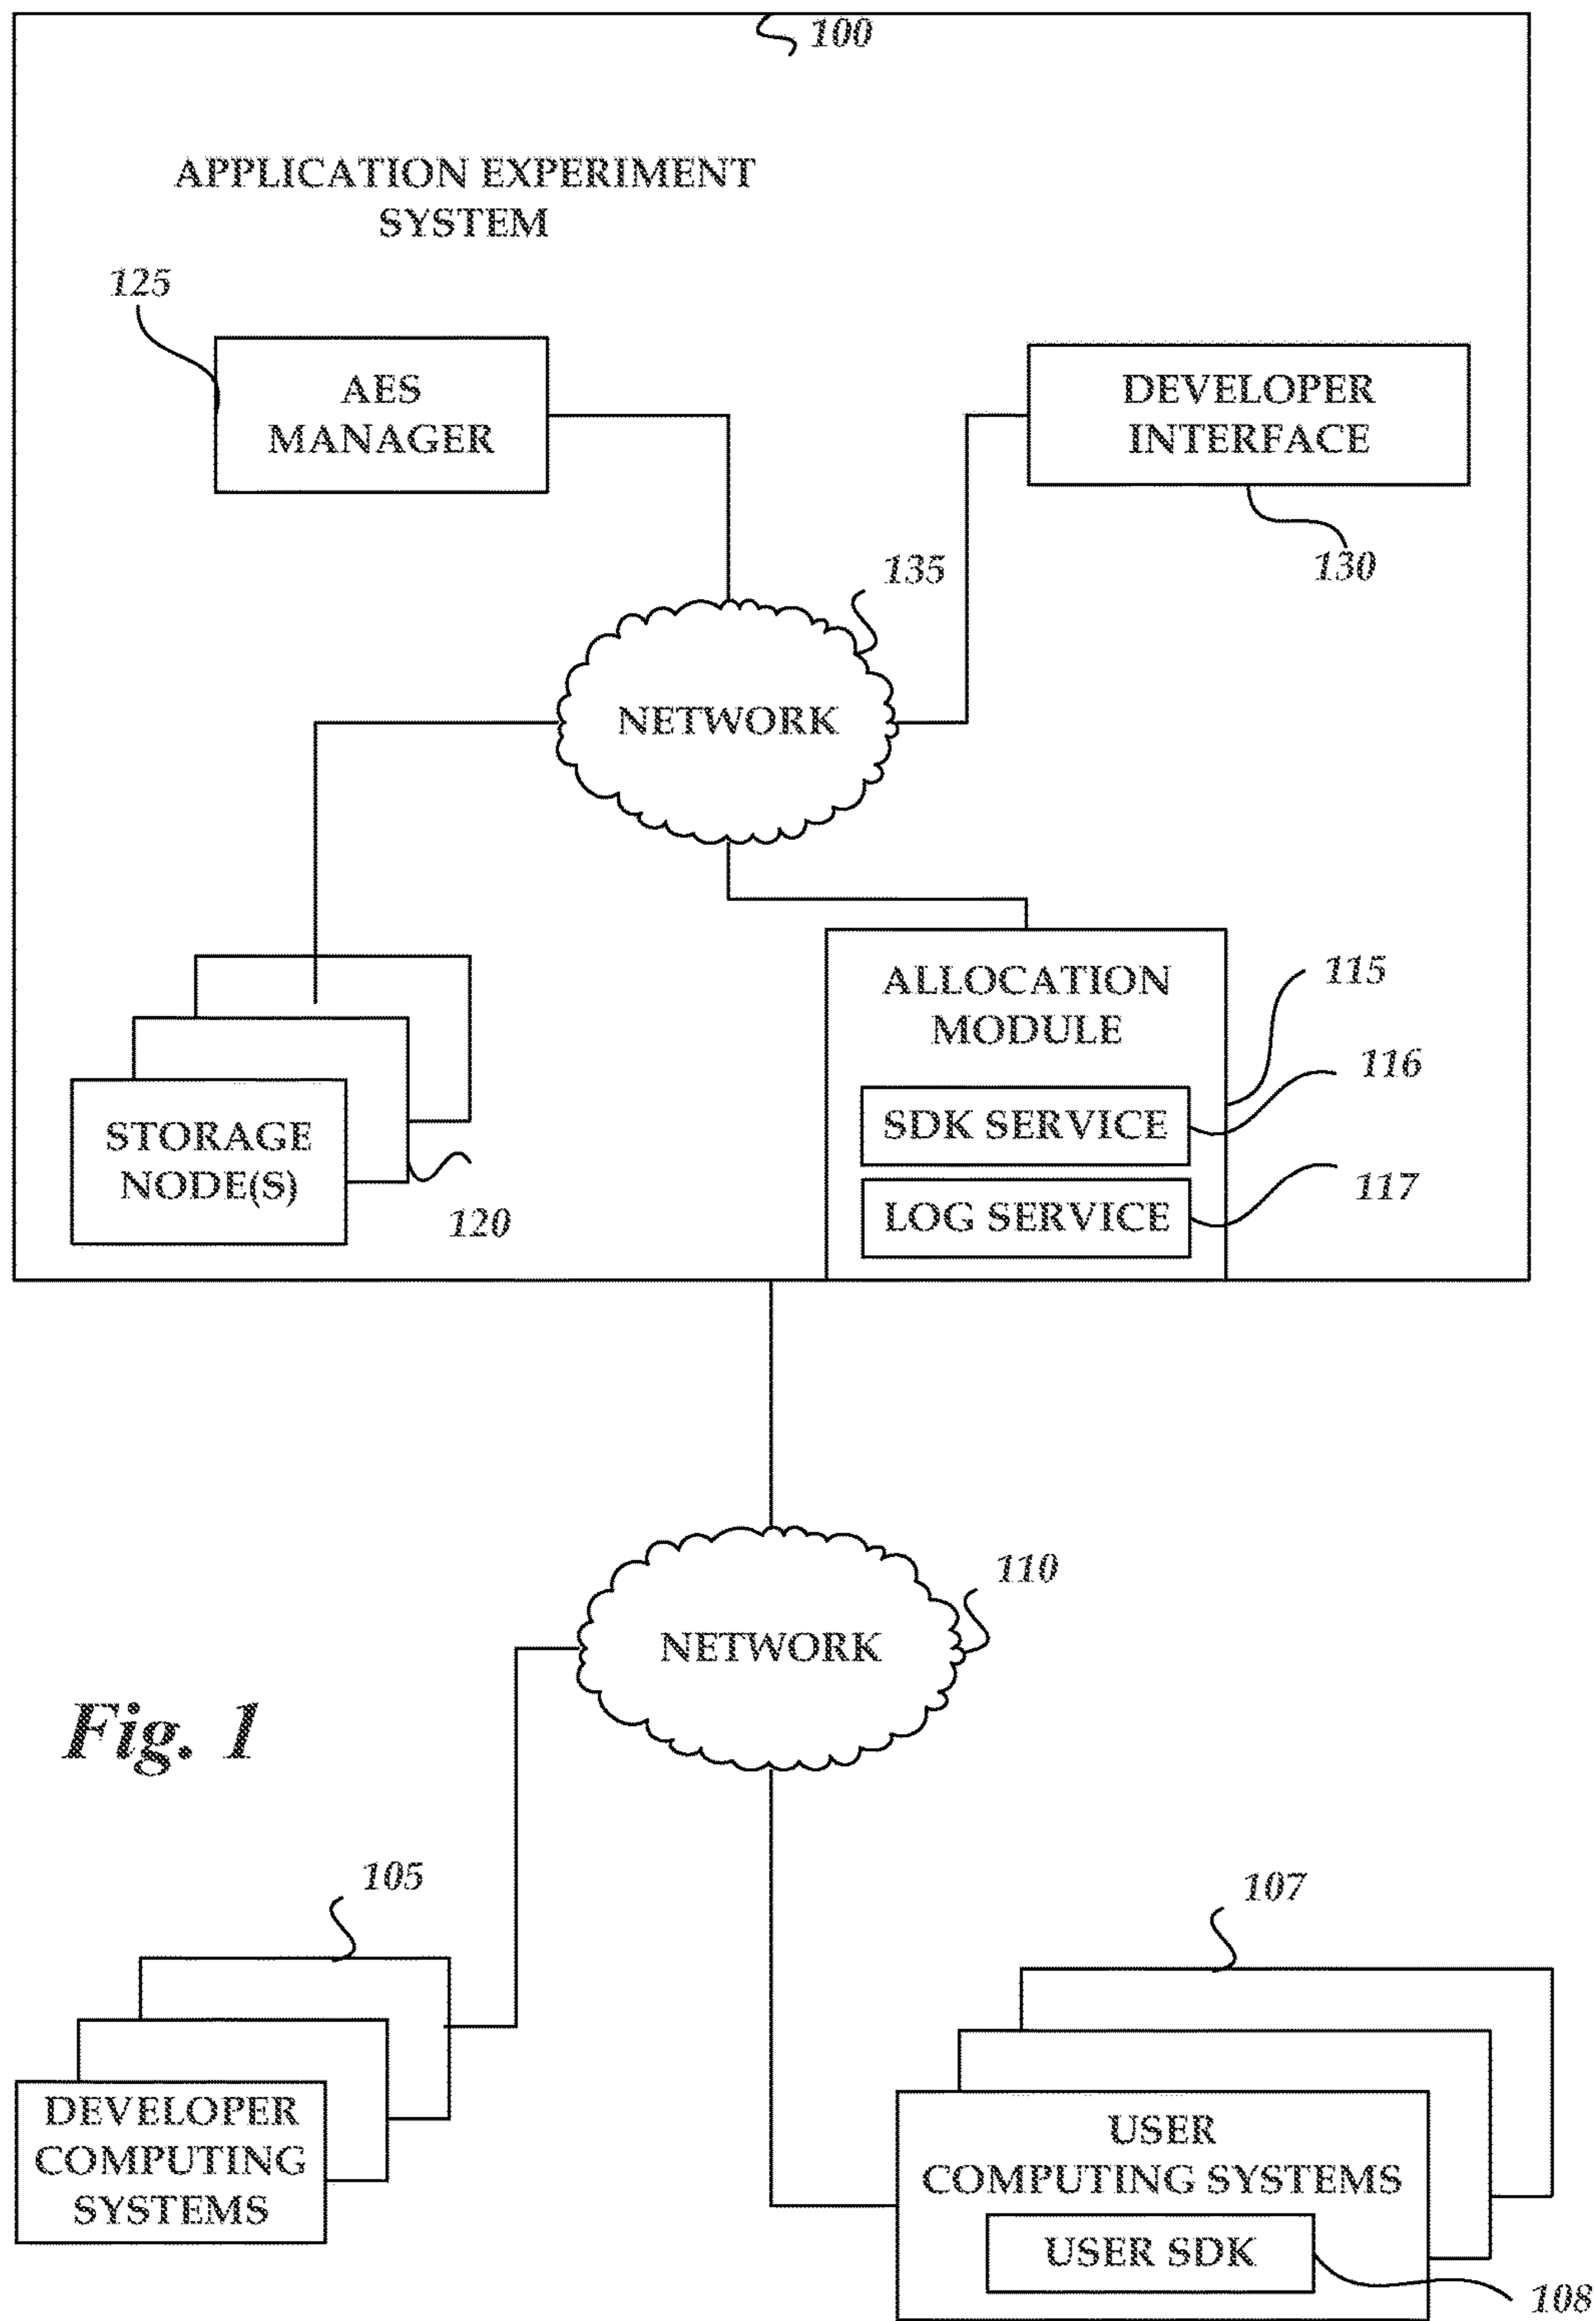 100
APPLICATION EXPERIMENT
SYSTEM
125
AES
MANAGER
DEVELOPER
INTERFACE
130
135
NETWORK
ALLOCATION
MODULE
115
116
SDK SERVICE
117
LOG SERVICE
STORAGE
NODE(S)
120
110
NETWORK
Fig. 1
105
DEVELOPER
COMPUTING
SYSTEMS
107
USER
COMPUTING SYSTEMS
USER SDK
108